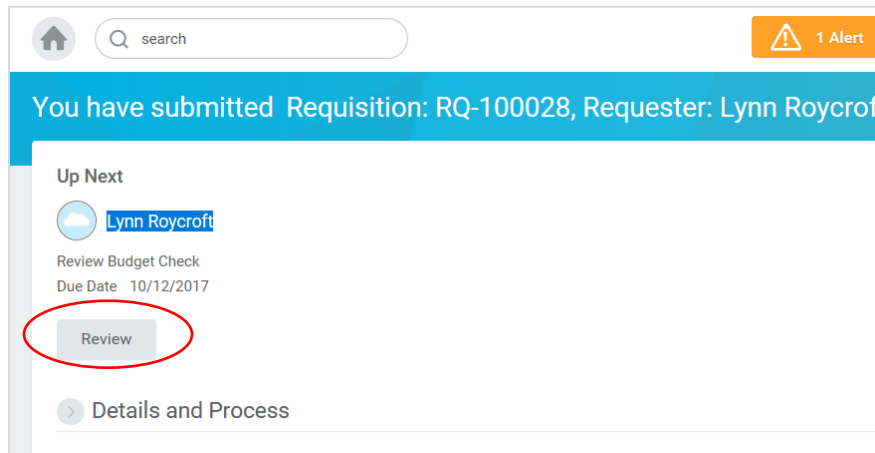 search
1 Alert
You have submitted Requisition: RQ-100028, Requester: Lynn Roycrof
Up Next
Lynn Roycroft
Review Budget Check
Due Date 10/12/2017
Review
Details and Process